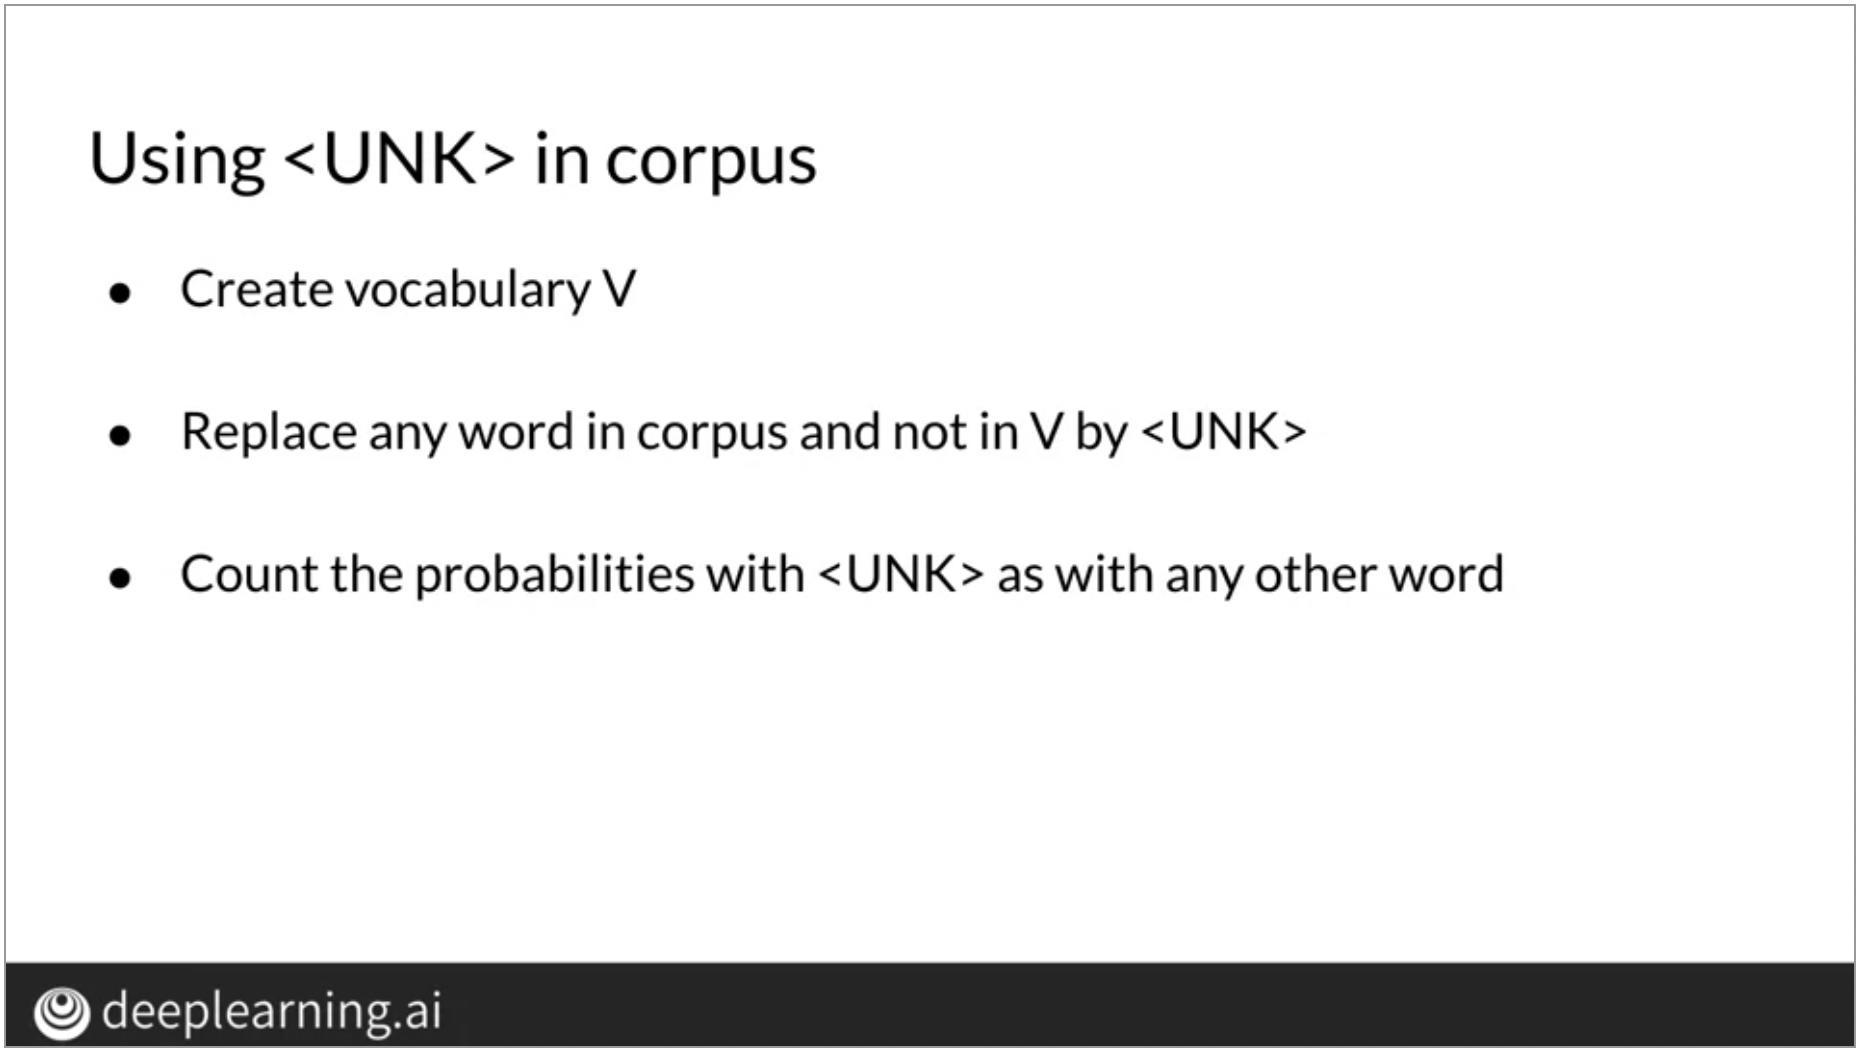 Using <UNK> in corpus
● Create vocabulary V
● Replace any word in corpus and not in V by <UNK>
● Count the probabilities with <UNK> as with any other word
deeplearning.ai